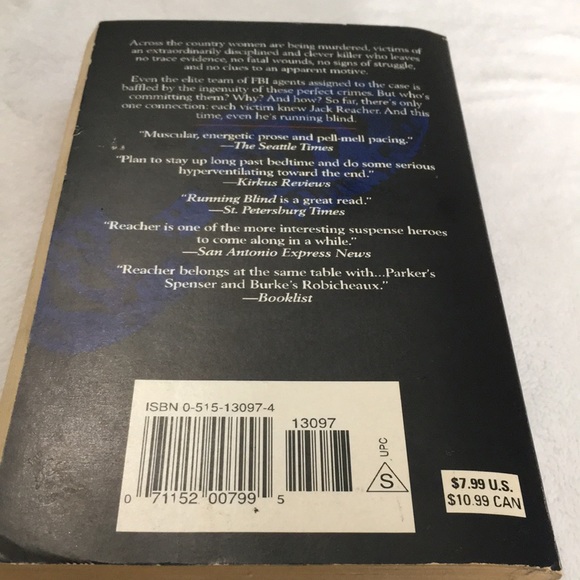 Across the country women are being murdered, victims of
an extraordinarily disciplined and clever killer who leaves
no trace evidence, no fatal wounds, no signs of struggle,
and no clues to an apparent motive.
Even the elite team of FBI agents assigned to the case is
baffled by the ingenuity of these perfect crimes. But who's
committing them? Why? And how? So far, there's only
one connection: each victim knew Jack Reacher. And this
time, even he's running blind.
"Muscular, energetic prose and pell-mell pacing."
—The Seattle Times
"Plan to stay up long past bedtime and do some serious
hyperventilating toward the end."
—Kirkus Reviews
"Running Blind is a great read."
—St. Petersburg Times
"Reacher is one of the more interesting suspense heroes
to come along in a while."
—San Antonio Express News
"Reacher belongs at the same table with...Parker's
Spenser and Burke's Robicheaux."
—Booklist
ISBN 0-515-13097-4
13097
0 71152 00799 5
UPC
S
$7.99 U.S.
$10.99 CAN